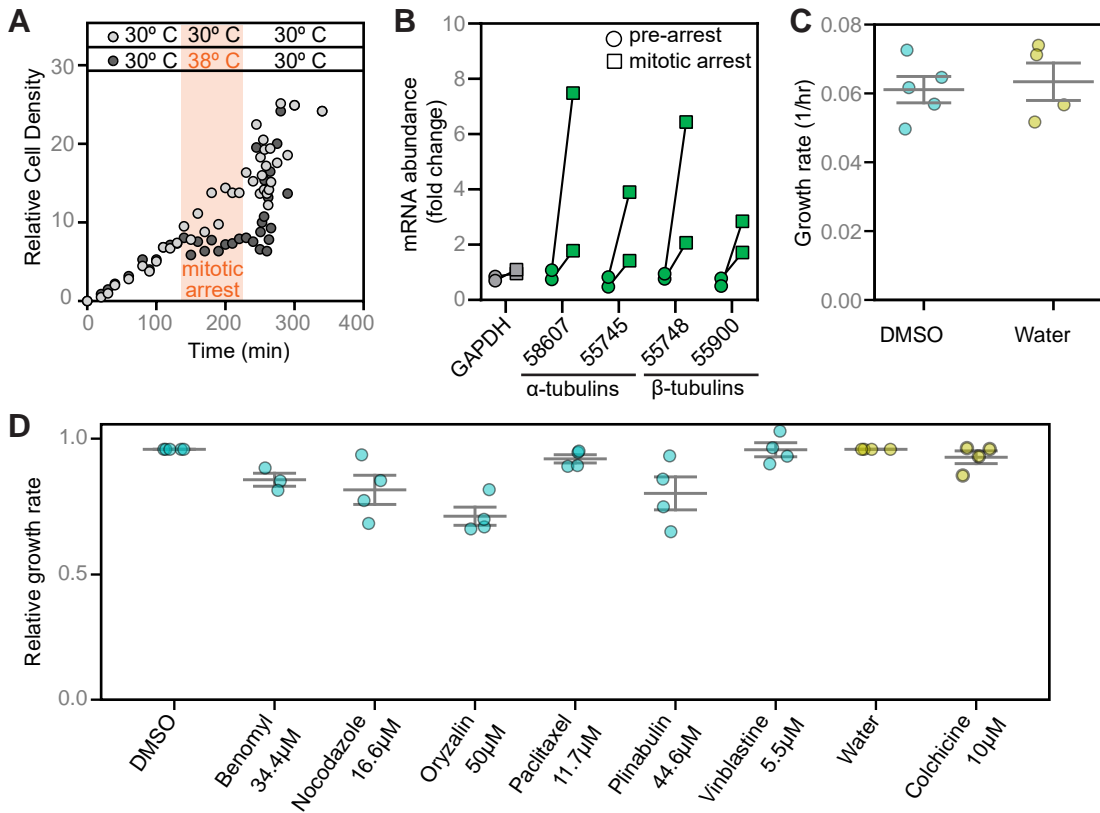 A
30º C 30º C 30º C
30º C 38º C 30º C
30
20
10
0
Relative Cell Density
mitotic
arrest
0 100 200 300 400
Time (min)
B
10
8
6
4
2
0
mRNA abundance
(fold change)
pre-arrest
mitotic arrest
GAPDH
58607
55745
55748
55900
α-tubulins
β-tubulins
C
0.08
0.06
0.04
0.02
0.00
Growth rate (1/hr)
DMSO Water
D
1.0
0.5
0.0
Relative growth rate
DMSO
Benomyl
34.4µM
Nocodazole
16.6µM
Oryzalin
50µM
Paclitaxel
11.7µM
Plinabulin
44.6µM
Vinblastine
5.5µM
Water
Colchicine
10µM